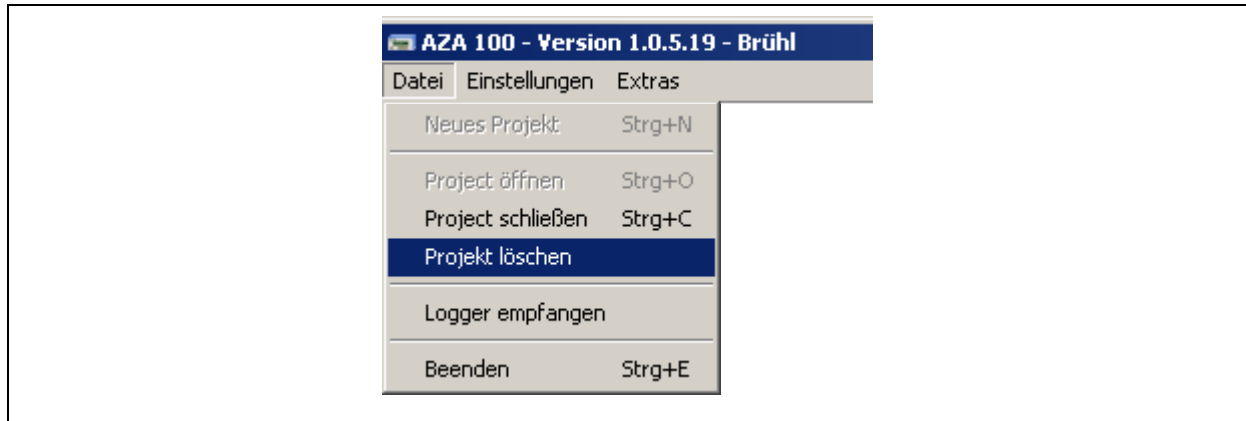 AZA 100 - Version 1.0.5.19 - Brühl
Datei Einstellungen Extras
Neues Projekt Strg+N
Project öffnen Strg+O
Project schließen Strg+C
Projekt löschen
Logger empfangen
Beenden Strg+E